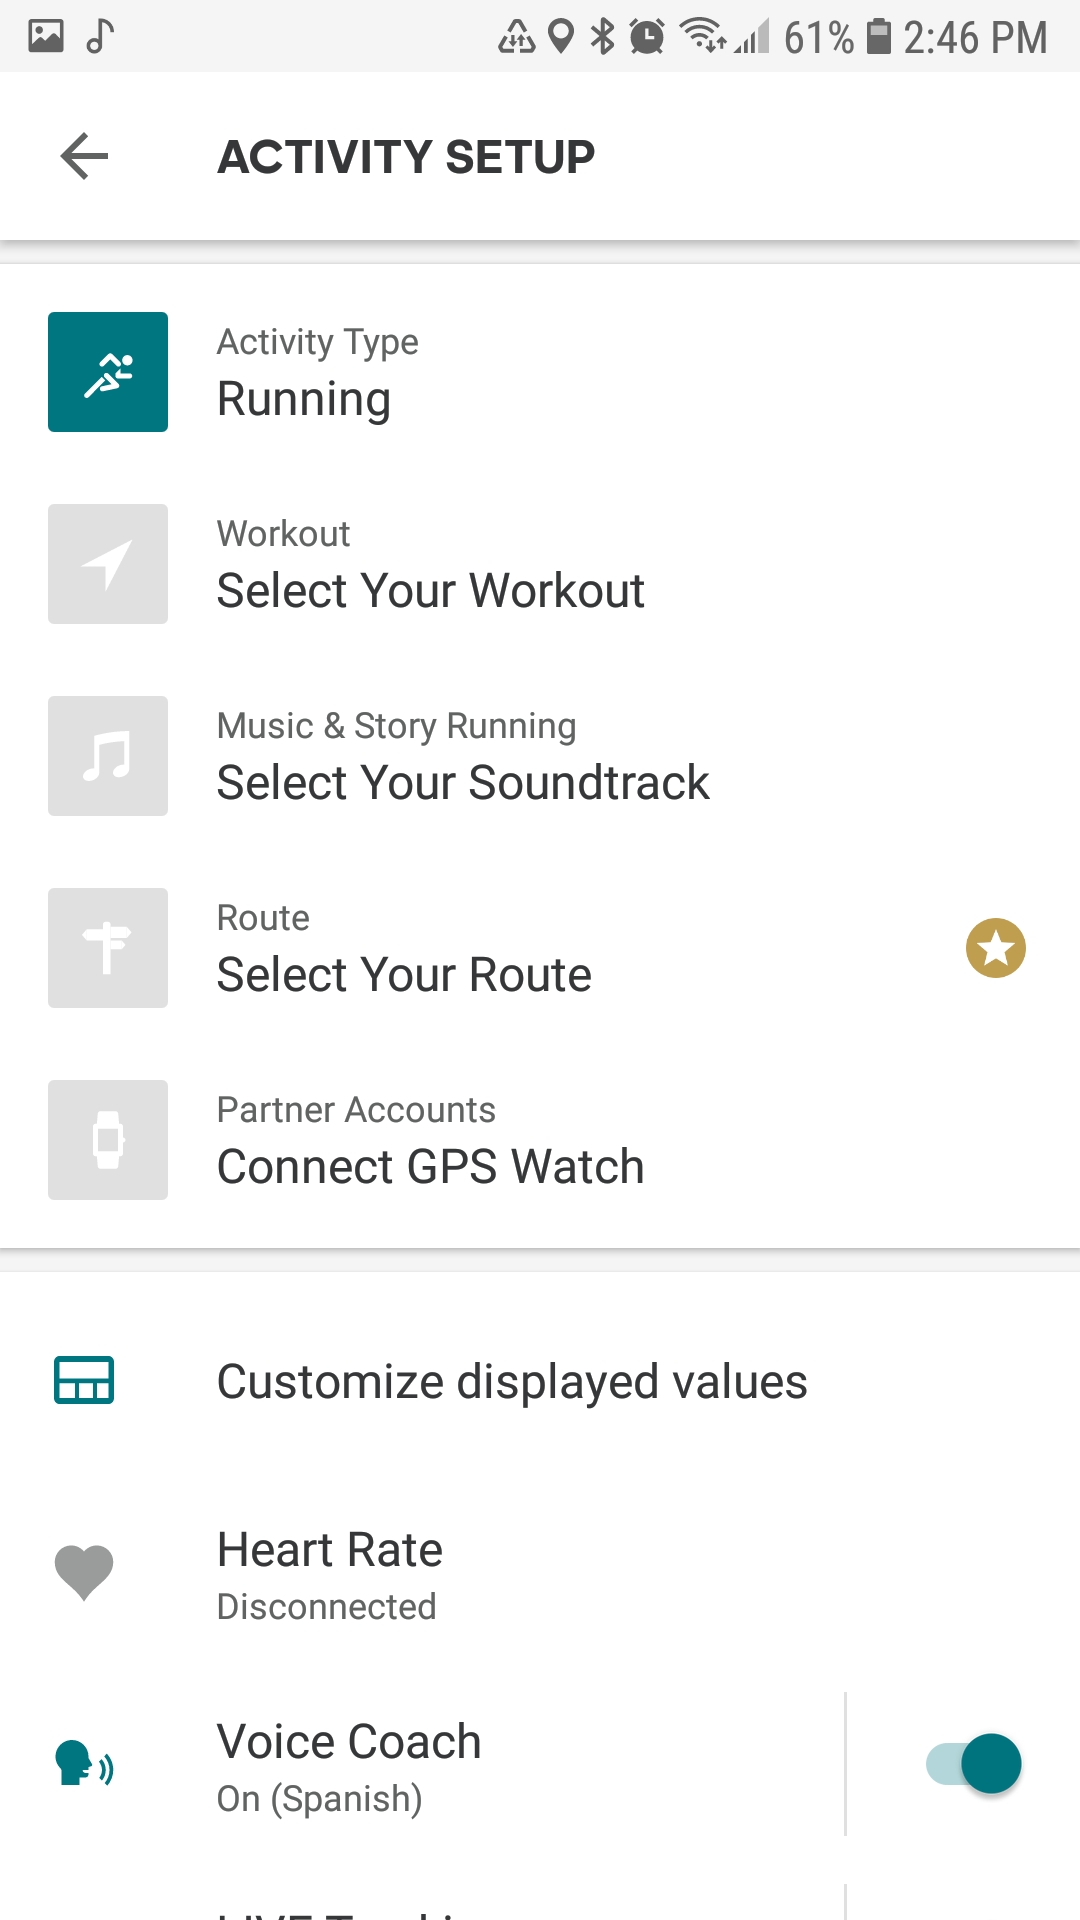 61% 2:46 PM
ACTIVITY SETUP
Activity Type
Running
Workout
Select Your Workout
Music & Story Running
Select Your Soundtrack
Route
Select Your Route
Partner Accounts
Connect GPS Watch
Customize displayed values
Heart Rate
Disconnected
Voice Coach
On (Spanish)